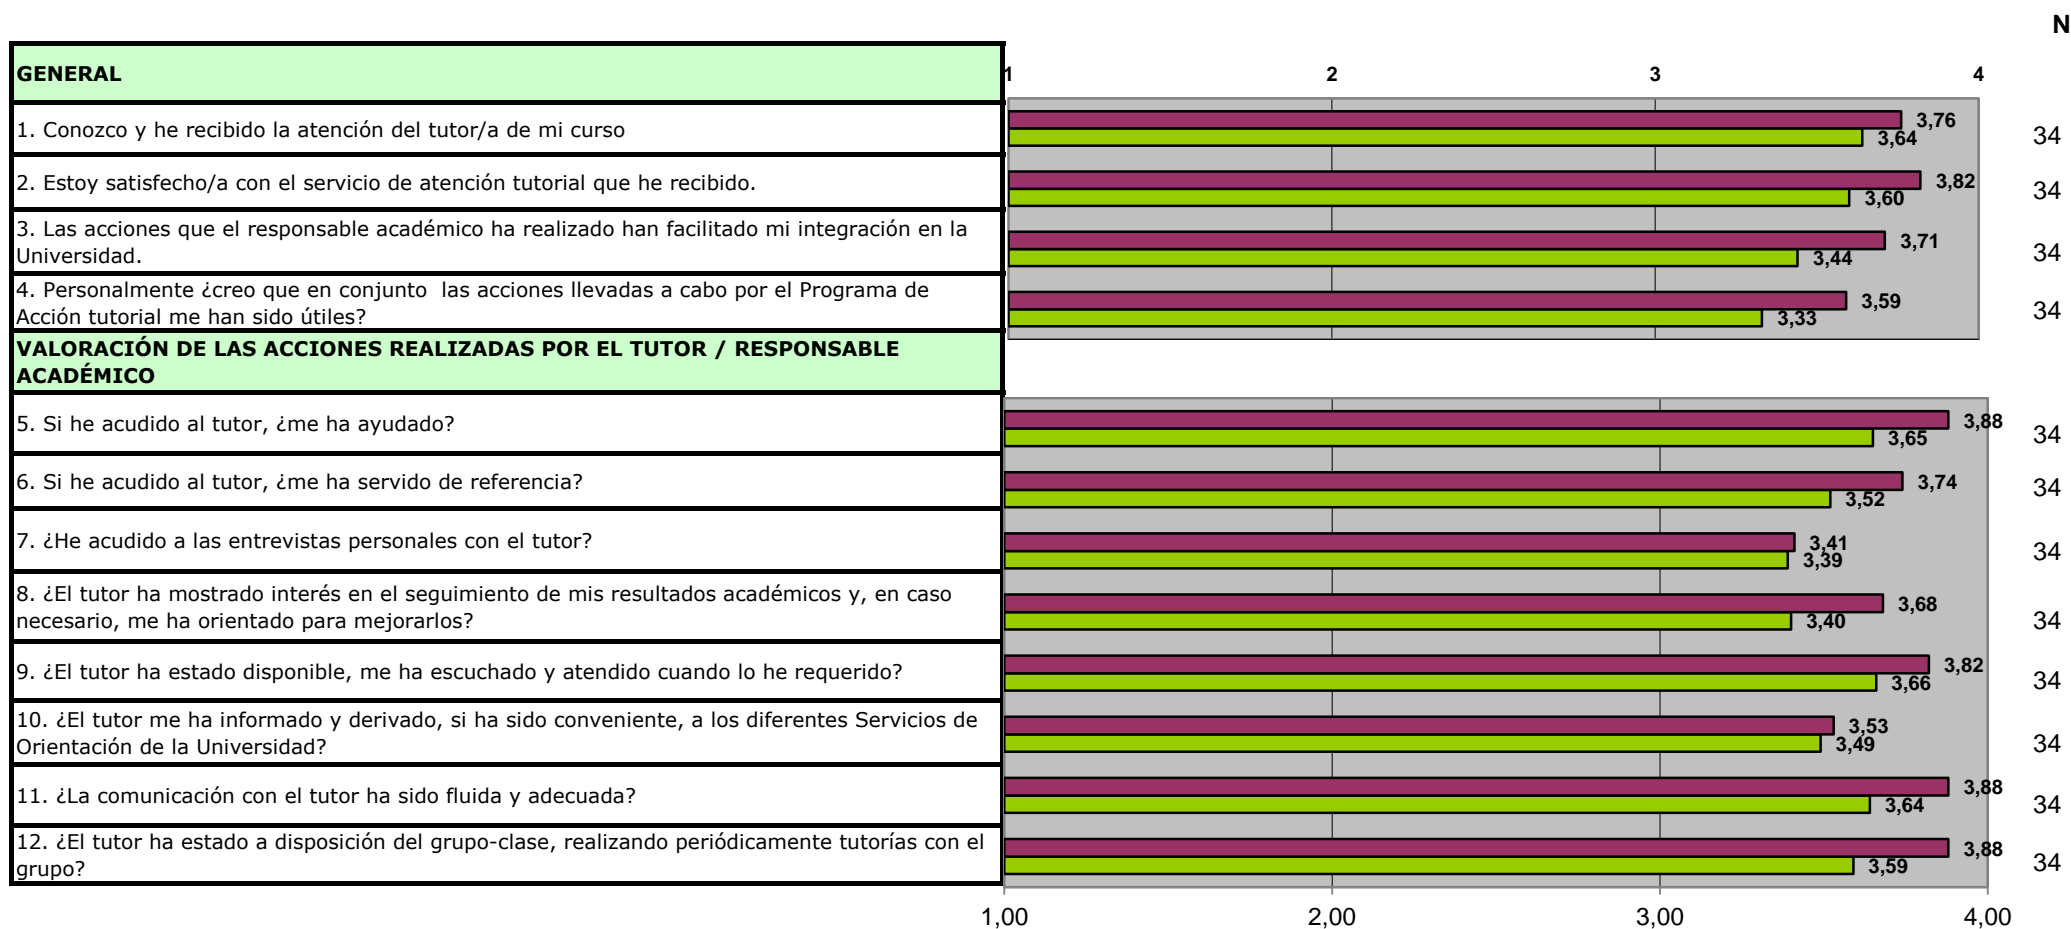 N
GENERAL 1 2 3 4
1. Conozco y he recibido la atención del tutor/a de mi curso
3,76
3,64
34
2. Estoy satisfecho/a con el servicio de atención tutorial que he recibido.
3,82
3,60
34
3. Las acciones que el responsable académico ha realizado han facilitado mi integración en la
Universidad.
3,71
3,44
34
4. Personalmente ¿creo que en conjunto  las acciones llevadas a cabo por el Programa de
Acción tutorial me han sido útiles?
3,59
3,33
34
VALORACIÓN DE LAS ACCIONES REALIZADAS POR EL TUTOR / RESPONSABLE
ACADÉMICO
5. Si he acudido al tutor, ¿me ha ayudado?
3,88
3,65
34
6. Si he acudido al tutor, ¿me ha servido de referencia?
3,74
3,52
34
7. ¿He acudido a las entrevistas personales con el tutor?
3,41
3,39
34
8. ¿El tutor ha mostrado interés en el seguimiento de mis resultados académicos y, en caso
necesario, me ha orientado para mejorarlos?
3,68
3,40
34
9. ¿El tutor ha estado disponible, me ha escuchado y atendido cuando lo he requerido?
3,82
3,66
34
10. ¿El tutor me ha informado y derivado, si ha sido conveniente, a los diferentes Servicios de
Orientación de la Universidad?
3,53
3,49
34
11. ¿La comunicación con el tutor ha sido fluida y adecuada?
3,88
3,64
34
12. ¿El tutor ha estado a disposición del grupo-clase, realizando periódicamente tutorías con el
grupo?
3,88
3,59
34
1,00 2,00 3,00 4,00